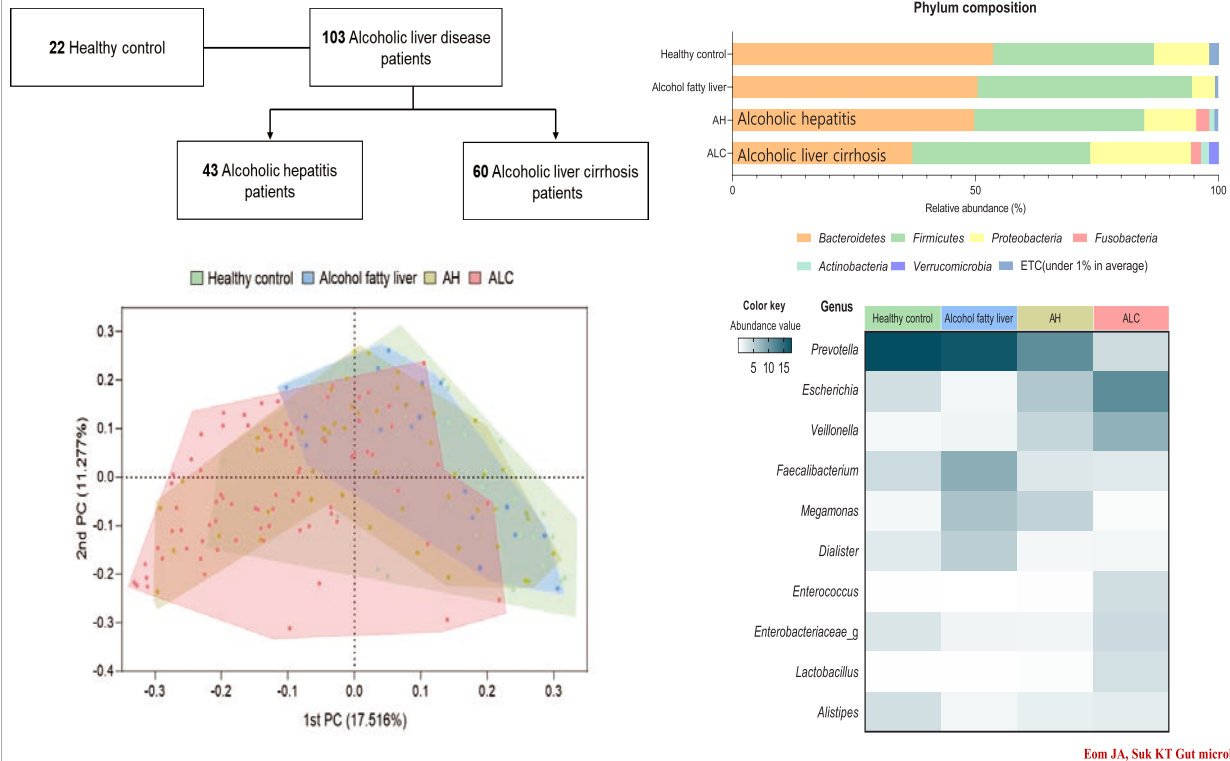 22 Healthy control
103 Alcoholic liver disease
patients
43 Alcoholic hepatitis
patients
60 Alcoholic liver cirrhosis
patients
Phylum composition
Healthy control
Alcohol fatty liver
AH
Alcoholic hepatitis
ALC
Alcoholic liver cirrhosis
0
50
100
Relative abundance (%)
Bacteroidetes Firmicutes Proteobacteria Fusobacteria
Actinobacteria Verrucomicrobia ETC(under 1% in average)
Healthy control Alcohol fatty liver AH ALC
0.3
0.2
0.1
0.0
-0.1
-0.2
-0.3
-0.4
2nd PC (11.277%)
-0.3 -0.2 -0.1 0.0 0.1 0.2 0.3
1st PC (17.516%)
Color key
Abundance value
5 10 15
Genus
Healthy control Alcohol fatty liver AH ALC
Prevotella
Escherichia
Veillonella
Faecalibacterium
Megamonas
Dialister
Enterococcus
Enterobacteriaceae_g
Lactobacillus
Alistipes
Eom JA, Suk KT Gut microl